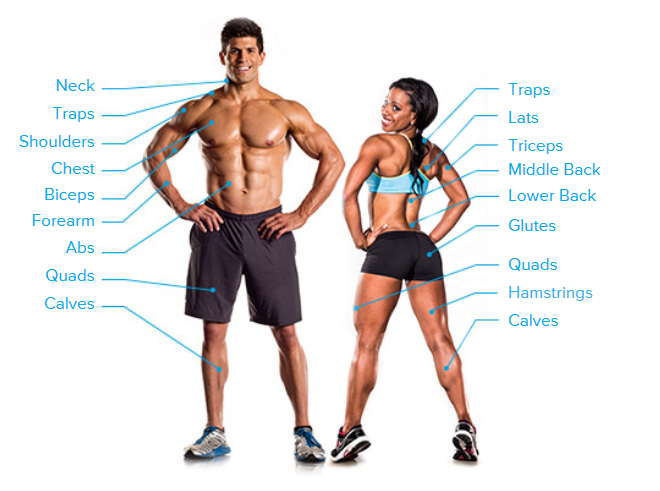 Neck
Traps
Shoulders
Chest
Biceps
Forearm
Abs
Quads
Calves
Traps
Lats
Triceps
Middle Back
Lower Back
Glutes
Quads
Hamstrings
Calves